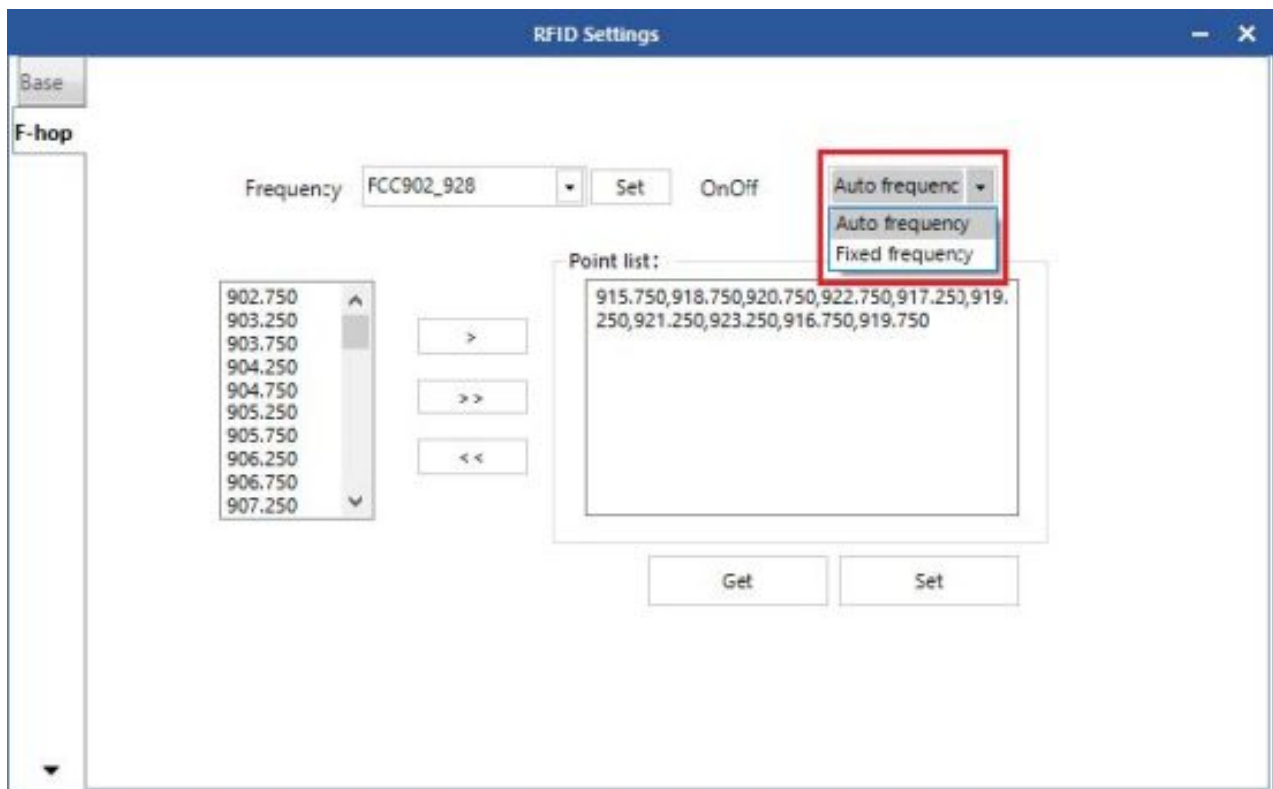 RFID Settings
Base
F-hop
Frequency
FCC902_928
Set
OnOff
Auto frequenc
Auto frequency
Fixed frequency
Point list:
902.750
903.250
903.750
904.250
904.750
905.250
905.750
906.250
906.750
907.250
>
>>
<<
915.750,918.750,920.750,922.750,917.250,919.
250,921.250,923.250,916.750,919.750
Get
Set